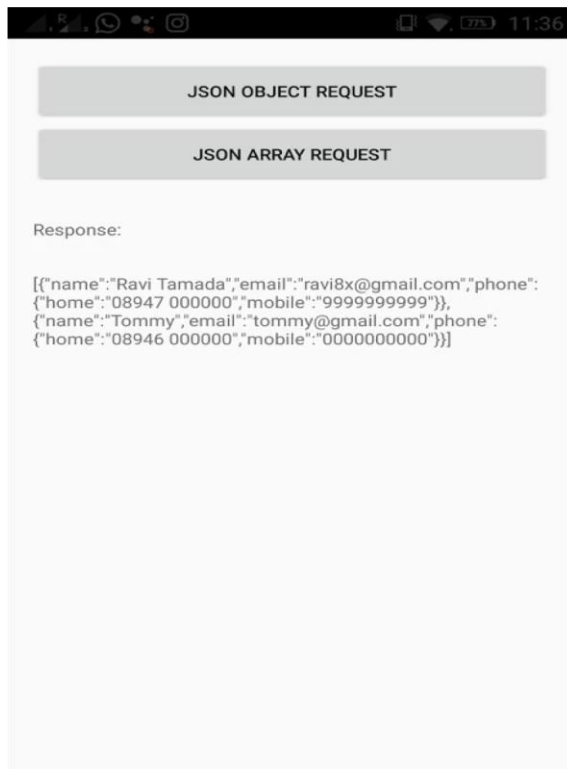 R 77% 11:36
JSON OBJECT REQUEST
JSON ARRAY REQUEST
Response:
[{"name":"Ravi Tamada","email":"ravi8x@gmail.com","phone":
{"home":"08947 000000","mobile":"9999999999"}},
{"name":"Tommy","email":"tommy@gmail.com","phone":
{"home":"08946 000000","mobile":"0000000000"}}]